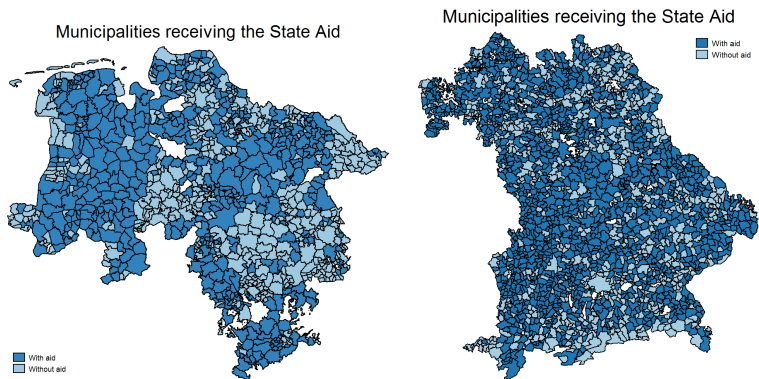 Municipalities receiving the State Aid
With aid
Without aid
Municipalities receiving the State Aid
With aid
Without aid